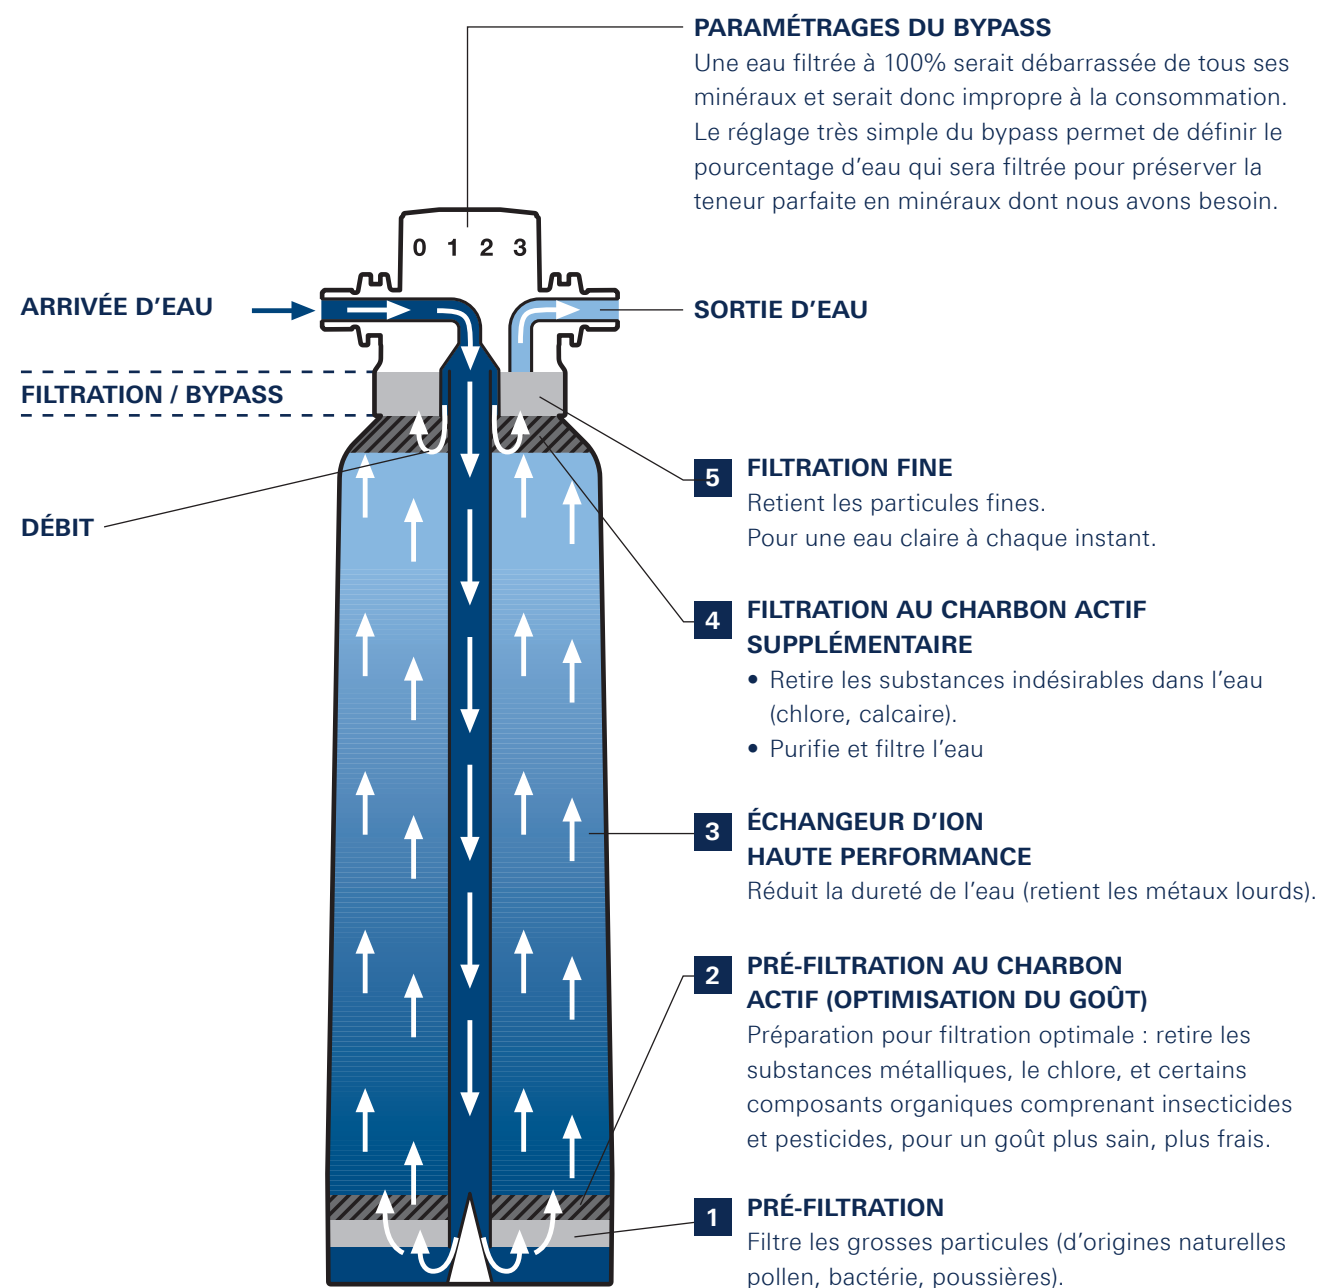 PARAMÉTRAGES DU BYPASS
Une eau filtrée à 100% serait débarrassée de tous ses
minéraux et serait donc impropre à la consommation.
Le réglage très simple du bypass permet de définir le
pourcentage d’eau qui sera filtrée pour préserver la
teneur parfaite en minéraux dont nous avons besoin.
0 1 2 3
ARRIVÉE D’EAU
SORTIE D’EAU
FILTRATION / BYPASS
DÉBIT
5 FILTRATION FINE
Retient les particules fines.
Pour une eau claire à chaque instant.
4 FILTRATION AU CHARBON ACTIF
SUPPLÉMENTAIRE
• Retire les substances indésirables dans l’eau
(chlore, calcaire).
• Purifie et filtre l’eau
3 ÉCHANGEUR D’ION
HAUTE PERFORMANCE
Réduit la dureté de l’eau (retient les métaux lourds).
2 PRÉ-FILTRATION AU CHARBON
ACTIF (OPTIMISATION DU GOÛT)
Préparation pour filtration optimale : retire les
substances métalliques, le chlore, et certains
composants organiques comprenant insecticides
et pesticides, pour un goût plus sain, plus frais.
1 PRÉ-FILTRATION
Filtre les grosses particules (d’origines naturelles
pollen, bactérie, poussières).